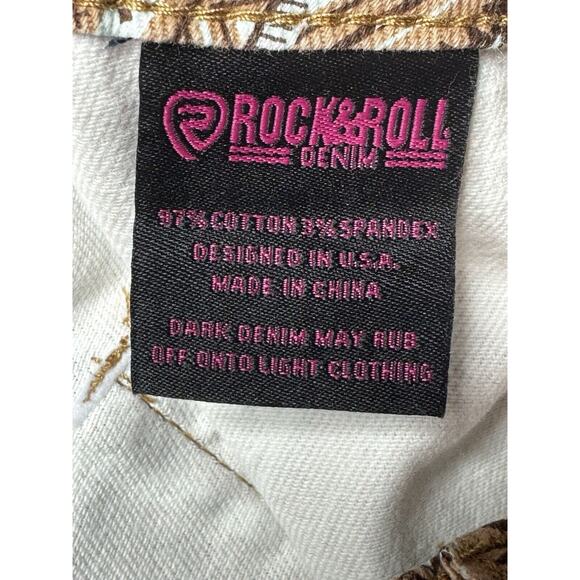 ROCK&ROLL
DENIM
97% COTTON 3% SPANDEX
DESIGNED IN U.S.A.
MADE IN CHINA
DARK DENIM MAY RUB
OFF ONTO LIGHT CLOTHING